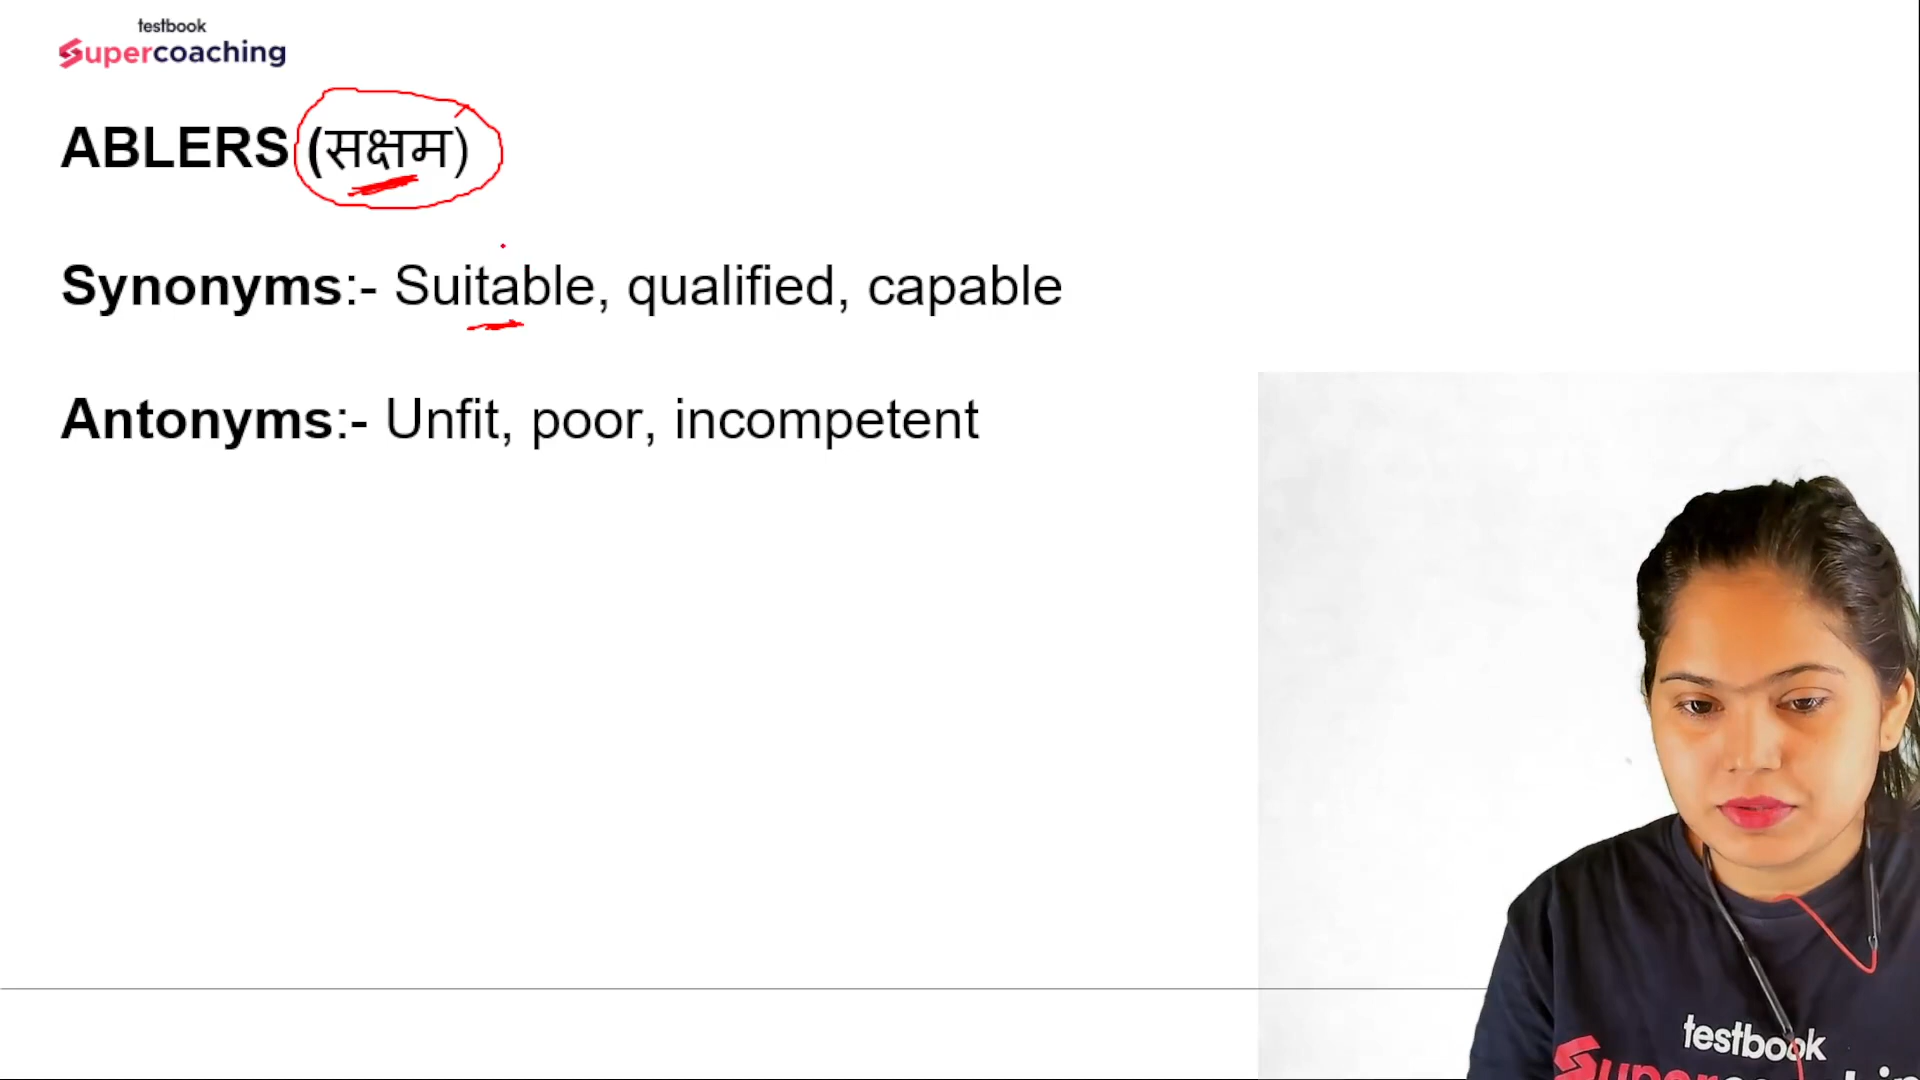 testbook
Supercoaching
ABLERS (सक्षम)
Synonyms:- Suitable, qualified, capable
Antonyms:- Unfit, poor, incompetent
testbook